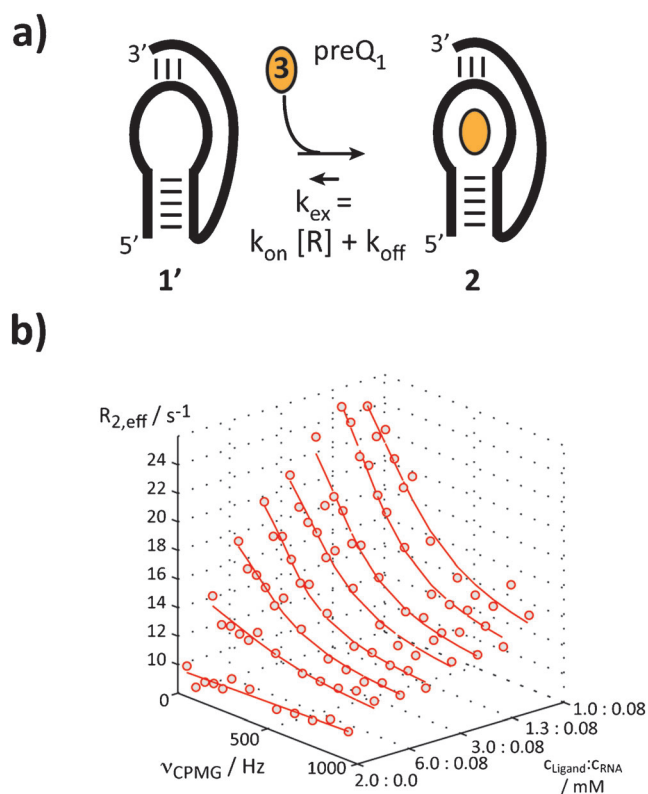 a)
3’
3
preQ1
3’
kex =
kon [R] + koff
5’
5’
1’
2
b)
R2,eff / s-1
24
22
20
18
16
14
12
10
0
500
1000
νCPMG / Hz
2.0 : 0.0
6.0 : 0.08
3.0 : 0.08
1.3 : 0.08
1.0 : 0.08
cLigand:cRNA
/ mM